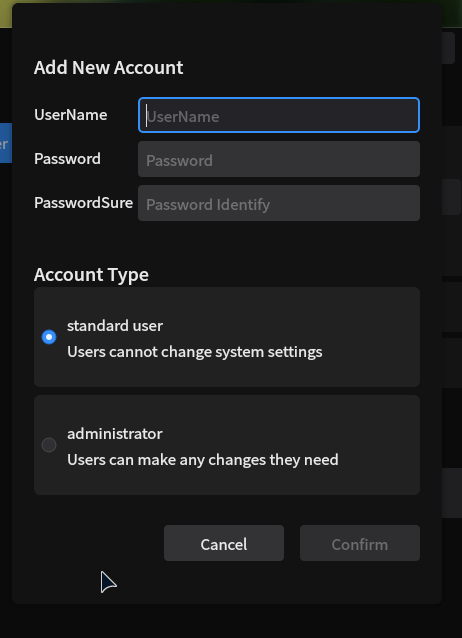 Add New Account
UserName
UserName
Password
Password
PasswordSure
Password Identify
Account Type
standard user
Users cannot change system settings
administrator
Users can make any changes they need
Cancel
Confirm